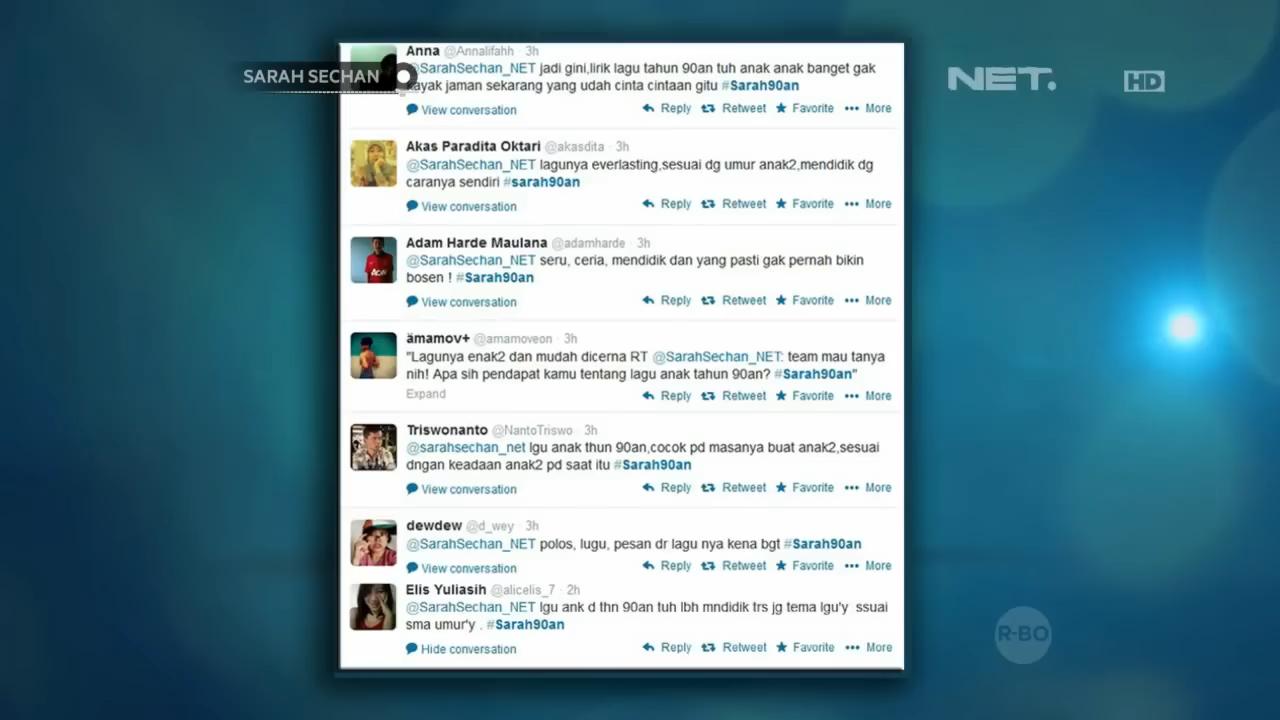 SARAH SECHAN
NET.
HD
Anna @Annalifahh · 3h
@SarahSechan_NET jadi gini,lirik lagu tahun 90an tuh anak anak banget gak
kayak jaman sekarang yang udah cinta cintaan gitu #Sarah90an
View conversation Reply Retweet Favorite ••• More
Akas Paradita Oktari @akasdita · 3h
@SarahSechan_NET lagunya everlasting,sesuai dg umur anak2,mendidik dg
caranya sendiri #sarah90an
View conversation Reply Retweet Favorite ••• More
Adam Harde Maulana @adamharde · 3h
@SarahSechan_NET seru, ceria, mendidik dan yang pasti gak pernah bikin
bosen ! #Sarah90an
View conversation Reply Retweet Favorite ••• More
ämamov+ @amamoveon · 3h
"Lagunya enak2 dan mudah dicerna RT @SarahSechan_NET: team mau tanya
nih! Apa sih pendapat kamu tentang lagu anak tahun 90an? #Sarah90an"
Expand Reply Retweet Favorite ••• More
Triswonanto @NantoTriswo · 3h
@sarahsechan_net lgu anak thun 90an,cocok pd masanya buat anak2,sesuai
dngan keadaan anak2 pd saat itu #Sarah90an
View conversation Reply Retweet Favorite ••• More
dewdew @d_wey · 3h
@SarahSechan_NET polos, lugu, pesan dr lagu nya kena bgt #Sarah90an
View conversation Reply Retweet Favorite ••• More
Elis Yuliasih @alicelis_7 · 2h
@SarahSechan_NET lgu ank d thn 90an tuh lbh mndidik trs jg tema lgu'y ssuai
sma umur'y . #Sarah90an
Hide conversation Reply Retweet Favorite ••• More
R-BO